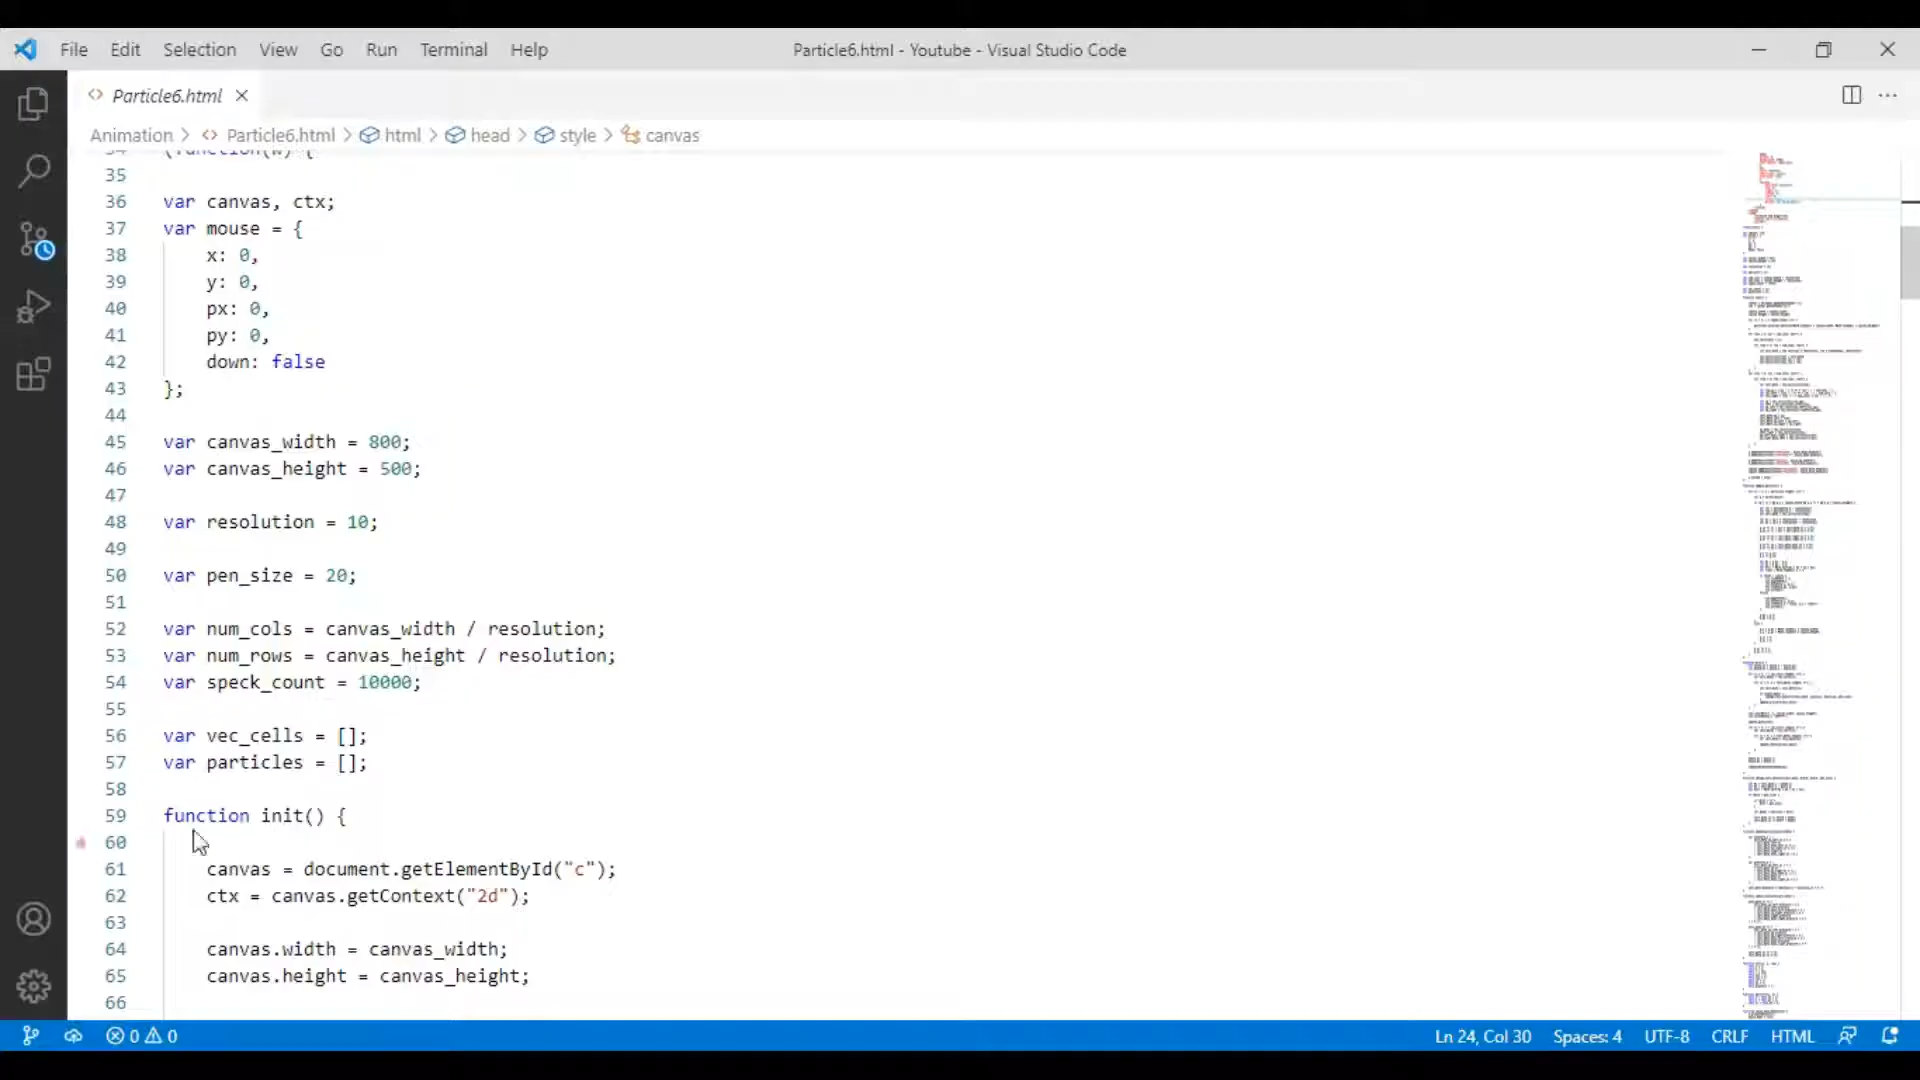 File Edit Selection View Go Run Terminal Help Particle6.html - Youtube - Visual Studio Code
Particle6.html
Animation > Particle6.html > html > head > style > canvas
34 (function(w) {
35
36 var canvas, ctx;
37 var mouse = {
38 x: 0,
39 y: 0,
40 px: 0,
41 py: 0,
42 down: false
43 };
44
45 var canvas_width = 800;
46 var canvas_height = 500;
47
48 var resolution = 10;
49
50 var pen_size = 20;
51
52 var num_cols = canvas_width / resolution;
53 var num_rows = canvas_height / resolution;
54 var speck_count = 10000;
55
56 var vec_cells = [];
57 var particles = [];
58
59 function init() {
60
61 canvas = document.getElementById("c");
62 ctx = canvas.getContext("2d");
63
64 canvas.width = canvas_width;
65 canvas.height = canvas_height;
66
0 0 Ln 24, Col 30 Spaces: 4 UTF-8 CRLF HTML